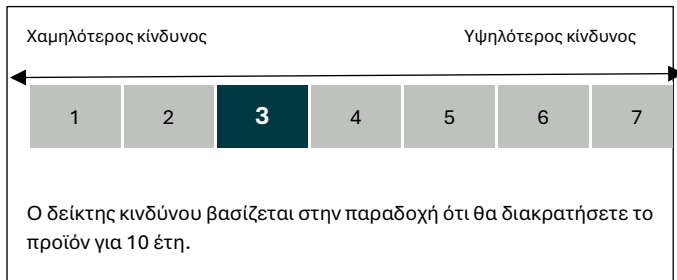 Χαμηλότερος κίνδυνος Υψηλότερος κίνδυνος
1 2 3 4 5 6 7
Ο δείκτης κινδύνου βασίζεται στην παραδοχή ότι θα διακρατήσετε το
προϊόν για 10 έτη.